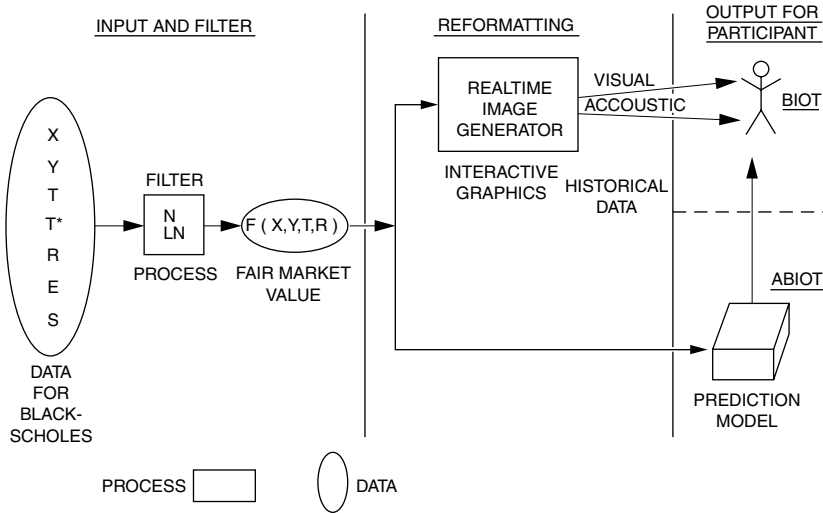 INPUT AND FILTER
REFORMATTING
OUTPUT FOR
PARTICIPANT
X
Y
T
T*
R
E
S
DATA
FOR
BLACK-
SCHOLES
FILTER
N
LN
PROCESS
F ( X,Y,T,R )
FAIR MARKET
VALUE
REALTIME
IMAGE
GENERATOR
INTERACTIVE
GRAPHICS
VISUAL
ACCOUSTIC
HISTORICAL
DATA
BIOT
ABIOT
PREDICTION
MODEL
PROCESS
DATA